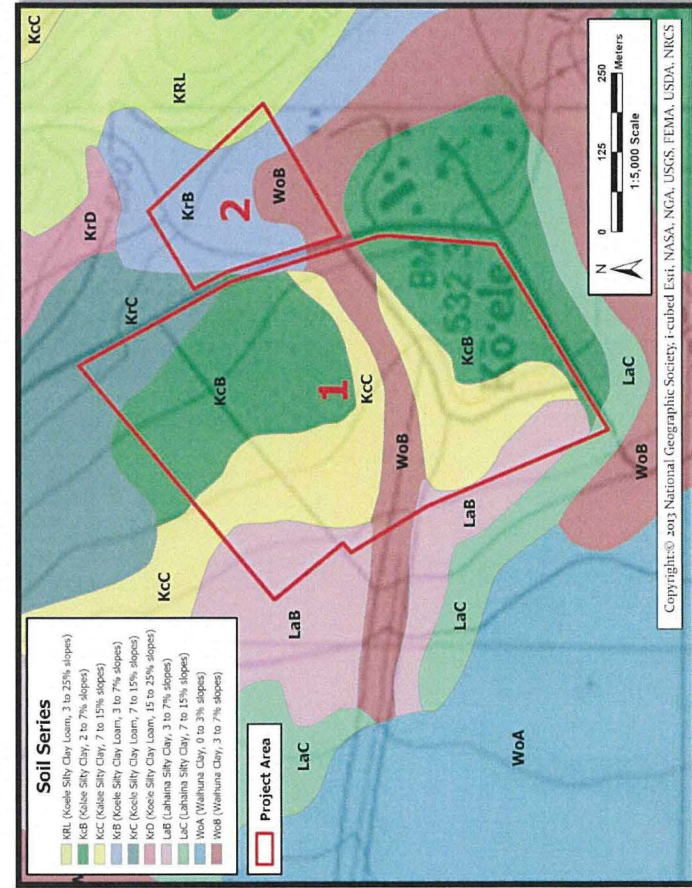 Soil Series
KRL (Koele Silty Clay Loam, 3 to 25% slopes)
KcB (Kalae Silty Clay, 2 to 7% slopes)
KcC (Kalae Silty Clay, 7 to 15% slopes)
KrB (Koele Silty Clay Loam, 3 to 7% slopes)
KrC (Koele Silty Clay Loam, 7 to 15% slopes)
KrD (Koele Silty Clay Loam, 15 to 25% slopes)
LaB (Lahaina Silty Clay, 3 to 7% slopes)
LaC (Lahaina Silty Clay, 7 to 15% slopes)
WoA (Waihuna Clay, 0 to 3% slopes)
WoB (Waihuna Clay, 3 to 7% slopes)
Project Area
KcC
KRL
KrD
KrB
2
WoB
KrC
KcB
1
KcC
KcB
Kō‘ele
KcC
LaB
WoB
LaB
LaC
LaC
WoB
LaC
WoA
N
0 125 250
Meters
1:5,000 Scale
Copyright:© 2013 National Geographic Society, i-cubed Esri, NASA, NGA, USGS, FEMA, USDA, NRCS